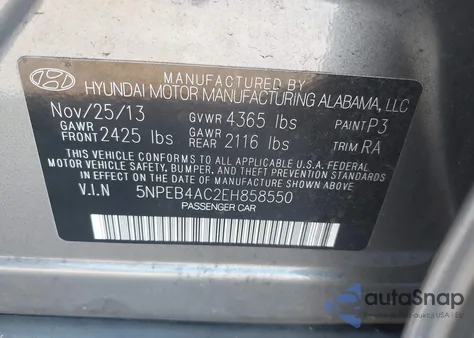 MANUFACTURED BY
HYUNDAI MOTOR MANUFACTURING ALABAMA, LLC
Nov/25/13 GVWR 4365 lbs PAINT P3
GAWR FRONT 2425 lbs GAWR REAR 2116 lbs TRIM RA
THIS VEHICLE CONFORMS TO ALL APPLICABLE U.S.A. FEDERAL
MOTOR VEHICLE SAFETY, BUMPER, AND THEFT PREVENTION
STANDARDS IN EFFECT ON THE DATE OF MANUFACTURE SHOWN ABOVE.
V.I.N 5NPEB4AC2EH858550
PASSENGER CAR
autoSnap